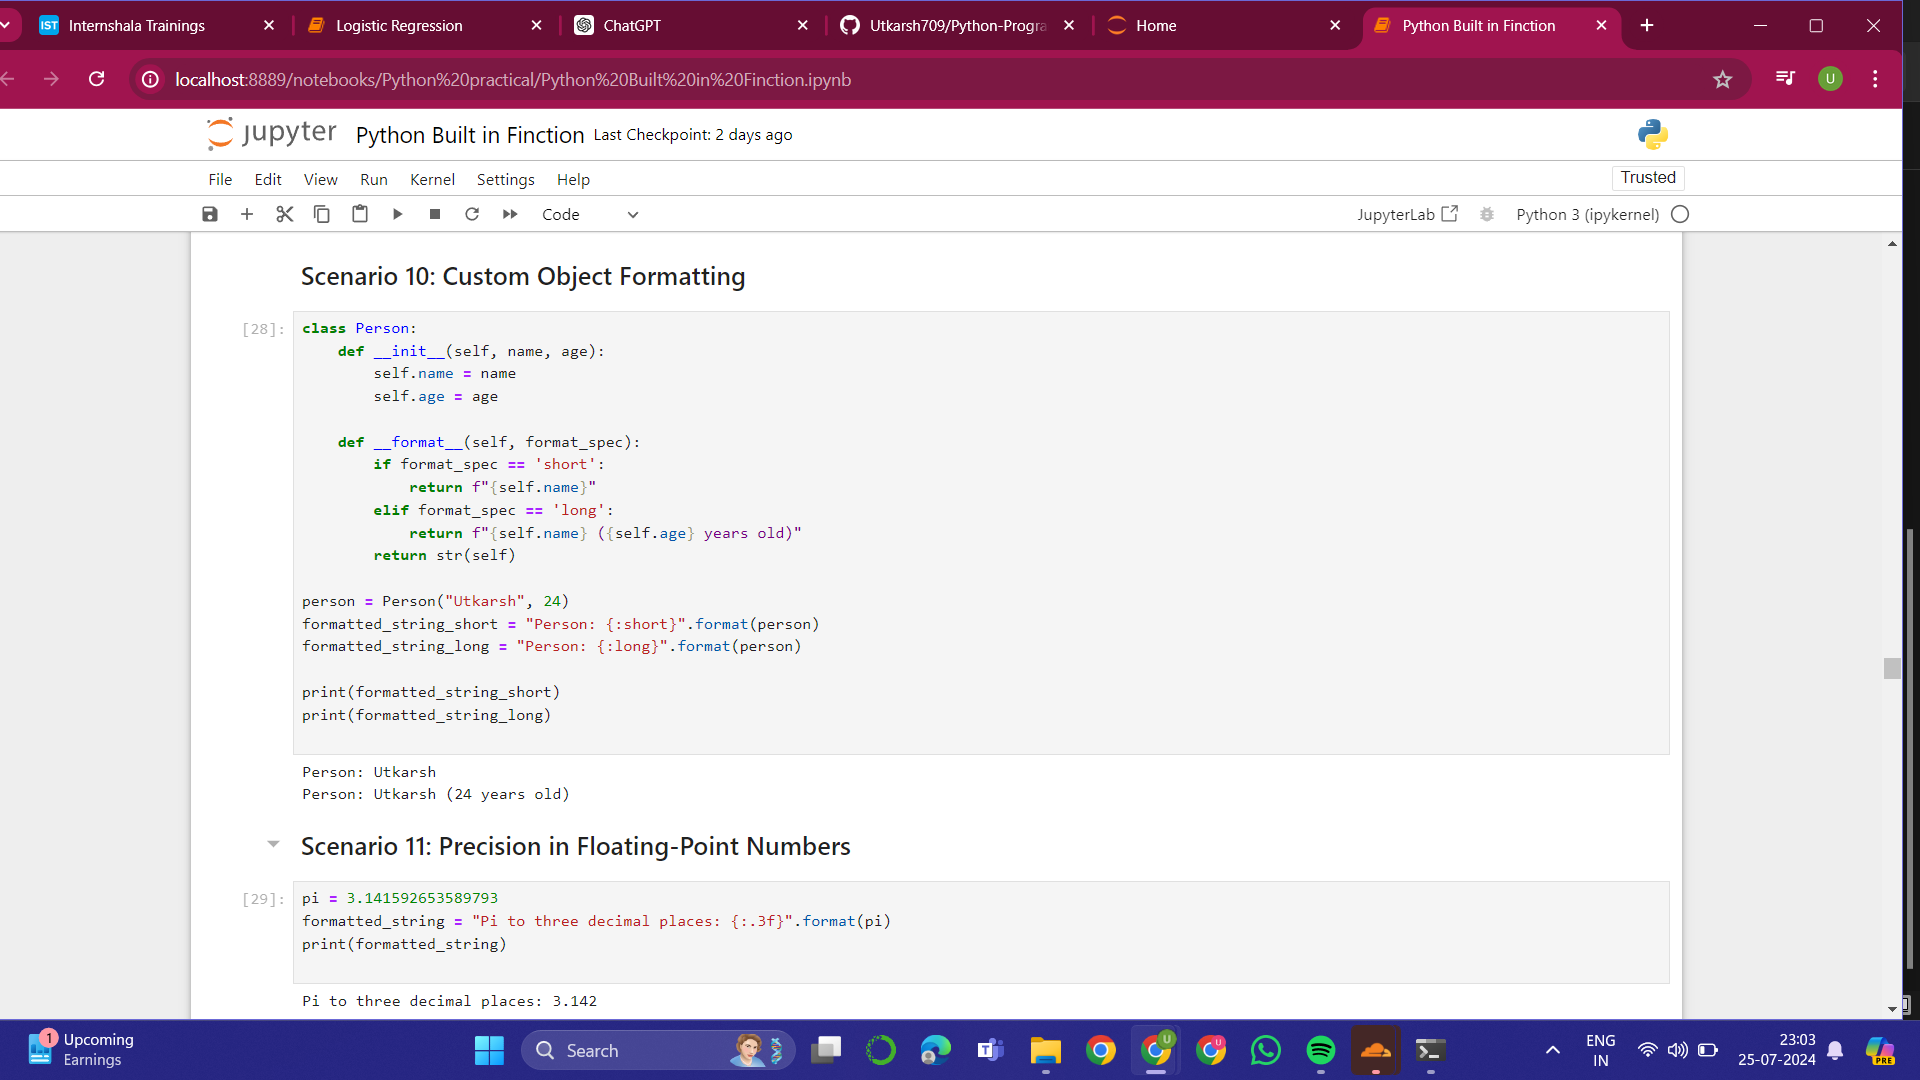 IST Internshala Trainings
Logistic Regression
ChatGPT
Utkarsh709/Python-Progra
Home
Python Built in Finction
localhost:8889/notebooks/Python%20practical/Python%20Built%20in%20Finction.ipynb
U
jupyter Python Built in Finction Last Checkpoint: 2 days ago
File Edit View Run Kernel Settings Help
Trusted
Code
JupyterLab
Python 3 (ipykernel)
Scenario 10: Custom Object Formatting
[28]:
class Person:
    def __init__(self, name, age):
        self.name = name
        self.age = age
    def __format__(self, format_spec):
        if format_spec == 'short':
            return f"{self.name}"
        elif format_spec == 'long':
            return f"{self.name} ({self.age} years old)"
        return str(self)
person = Person("Utkarsh", 24)
formatted_string_short = "Person: {:short}".format(person)
formatted_string_long = "Person: {:long}".format(person)
print(formatted_string_short)
print(formatted_string_long)
Person: Utkarsh
Person: Utkarsh (24 years old)
Scenario 11: Precision in Floating-Point Numbers
[29]:
pi = 3.141592653589793
formatted_string = "Pi to three decimal places: {:.3f}".format(pi)
print(formatted_string)
Pi to three decimal places: 3.142
1
Upcoming
Earnings
Search
T
U
U
ENG
IN
23:03
25-07-2024
PRE